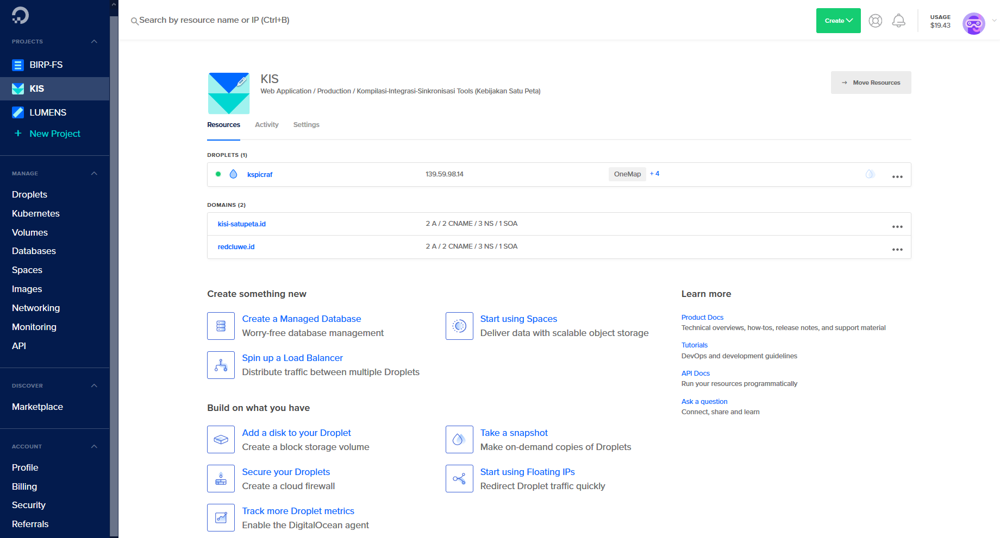 PROJECTS
BIRP-FS
KIS
LUMENS
+ New Project
MANAGE
Droplets
Kubernetes
Volumes
Databases
Spaces
Images
Networking
Monitoring
API
DISCOVER
Marketplace
ACCOUNT
Profile
Billing
Security
Referrals
Search by resource name or IP (Ctrl+B)
Create
USAGE
$19.43
KIS
Web Application / Production / Kompilasi-Integrasi-Sinkronisasi Tools (Kebijakan Satu Peta)
→ Move Resources
Resources Activity Settings
DROPLETS (1)
kspicraf 139.59.98.14 OneMap + 4
DOMAINS (2)
kisi-satupeta.id 2 A / 2 CNAME / 3 NS / 1 SOA
redcluwe.id 2 A / 2 CNAME / 3 NS / 1 SOA
Create something new
Create a Managed Database
Worry-free database management
Start using Spaces
Deliver data with scalable object storage
Spin up a Load Balancer
Distribute traffic between multiple Droplets
Build on what you have
Add a disk to your Droplet
Create a block storage volume
Take a snapshot
Make on-demand copies of Droplets
Secure your Droplets
Create a cloud firewall
Start using Floating IPs
Redirect Droplet traffic quickly
Track more Droplet metrics
Enable the DigitalOcean agent
Learn more
Product Docs
Technical overviews, how-tos, release notes, and support material
Tutorials
DevOps and development guidelines
API Docs
Run your resources programmatically
Ask a question
Connect, share and learn